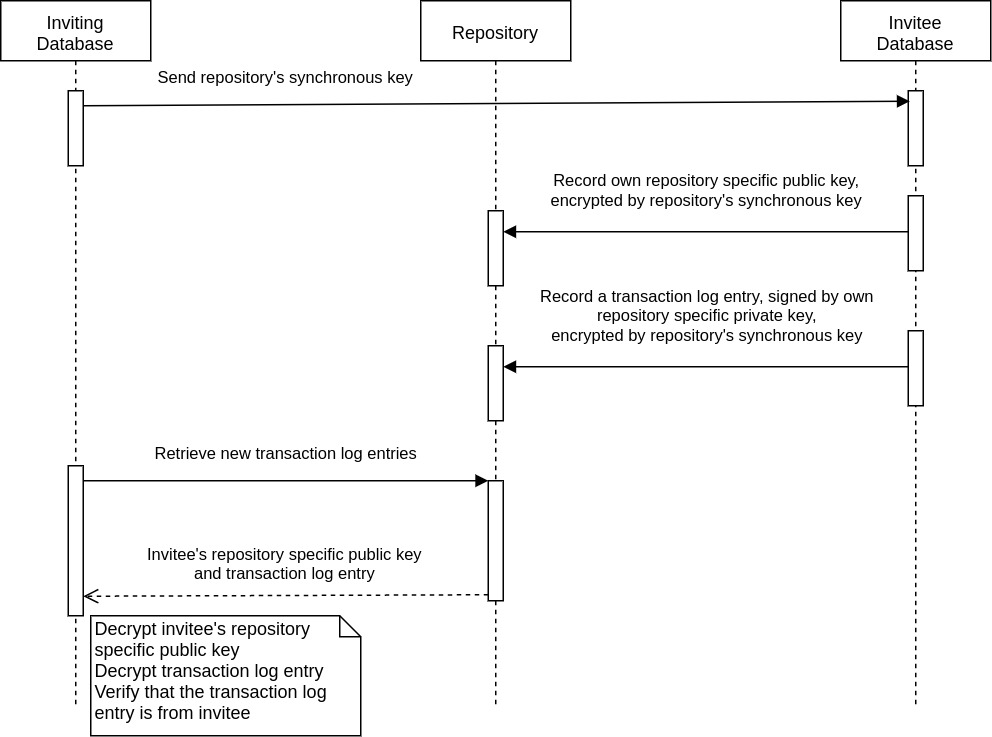 Inviting
Database
Repository
Invitee
Database
Send repository's synchronous key
Record own repository specific public key,
encrypted by repository's synchronous key
Record a transaction log entry, signed by own
repository specific private key,
encrypted by repository's synchronous key
Retrieve new transaction log entries
Invitee's repository specific public key
and transaction log entry
Decrypt invitee's repository
specific public key
Decrypt transaction log entry
Verify that the transaction log
entry is from invitee